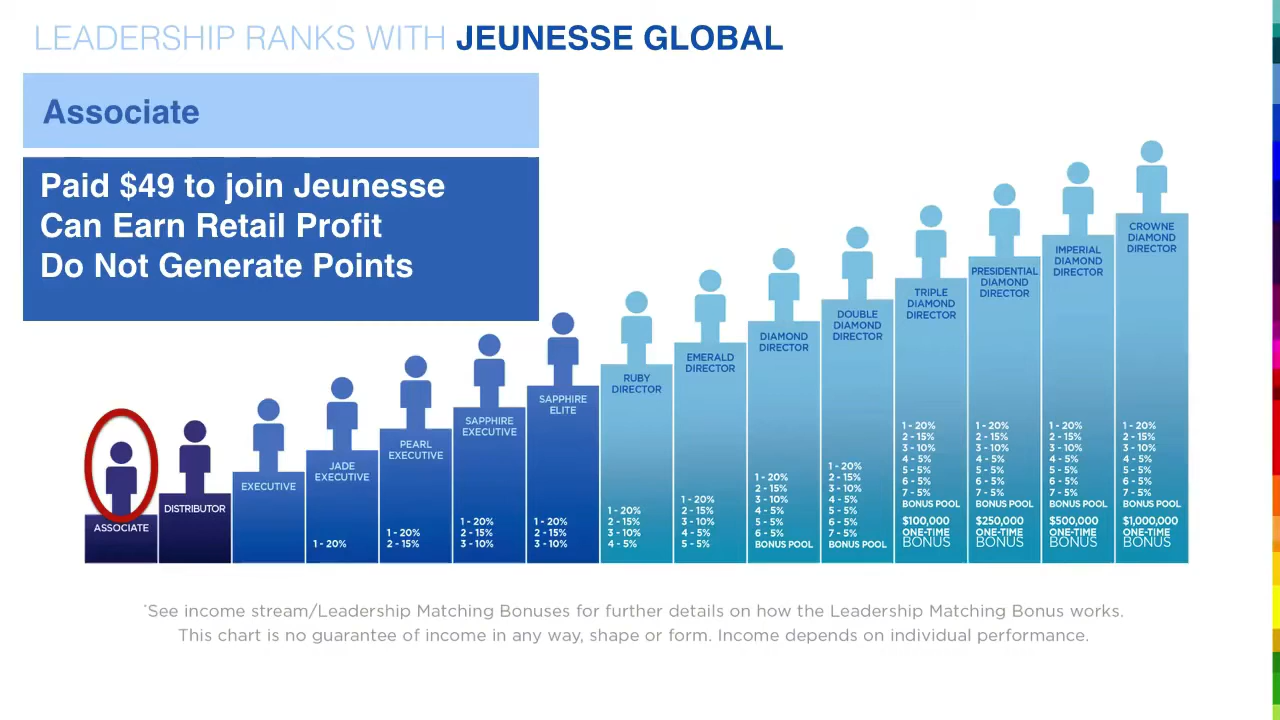 LEADERSHIP RANKS WITH JEUNESSE GLOBAL
Associate
Paid $49 to join Jeunesse
Can Earn Retail Profit
Do Not Generate Points
ASSOCIATE
DISTRIBUTOR
EXECUTIVE
JADE
EXECUTIVE
1 - 20%
PEARL
EXECUTIVE
1 - 20%
2 - 15%
SAPPHIRE
EXECUTIVE
1 - 20%
2 - 15%
3 - 10%
SAPPHIRE
ELITE
1 - 20%
2 - 15%
3 - 10%
RUBY
DIRECTOR
1 - 20%
2 - 15%
3 - 10%
4 - 5%
EMERALD
DIRECTOR
1 - 20%
2 - 15%
3 - 10%
4 - 5%
5 - 5%
DIAMOND
DIRECTOR
1 - 20%
2 - 15%
3 - 10%
4 - 5%
5 - 5%
6 - 5%
BONUS POOL
DOUBLE
DIAMOND
DIRECTOR
1 - 20%
2 - 15%
3 - 10%
4 - 5%
5 - 5%
6 - 5%
7 - 5%
BONUS POOL
TRIPLE
DIAMOND
DIRECTOR
1 - 20%
2 - 15%
3 - 10%
4 - 5%
5 - 5%
6 - 5%
7 - 5%
BONUS POOL
$100,000
ONE-TIME
BONUS
PRESIDENTIAL
DIAMOND
DIRECTOR
1 - 20%
2 - 15%
3 - 10%
4 - 5%
5 - 5%
6 - 5%
7 - 5%
BONUS POOL
$250,000
ONE-TIME
BONUS
IMPERIAL
DIAMOND
DIRECTOR
1 - 20%
2 - 15%
3 - 10%
4 - 5%
5 - 5%
6 - 5%
7 - 5%
BONUS POOL
$500,000
ONE-TIME
BONUS
CROWNE
DIAMOND
DIRECTOR
1 - 20%
2 - 15%
3 - 10%
4 - 5%
5 - 5%
6 - 5%
7 - 5%
BONUS POOL
$1,000,000
ONE-TIME
BONUS
*See income stream/Leadership Matching Bonuses for further details on how the Leadership Matching Bonus works.
This chart is no guarantee of income in any way, shape or form. Income depends on individual performance.